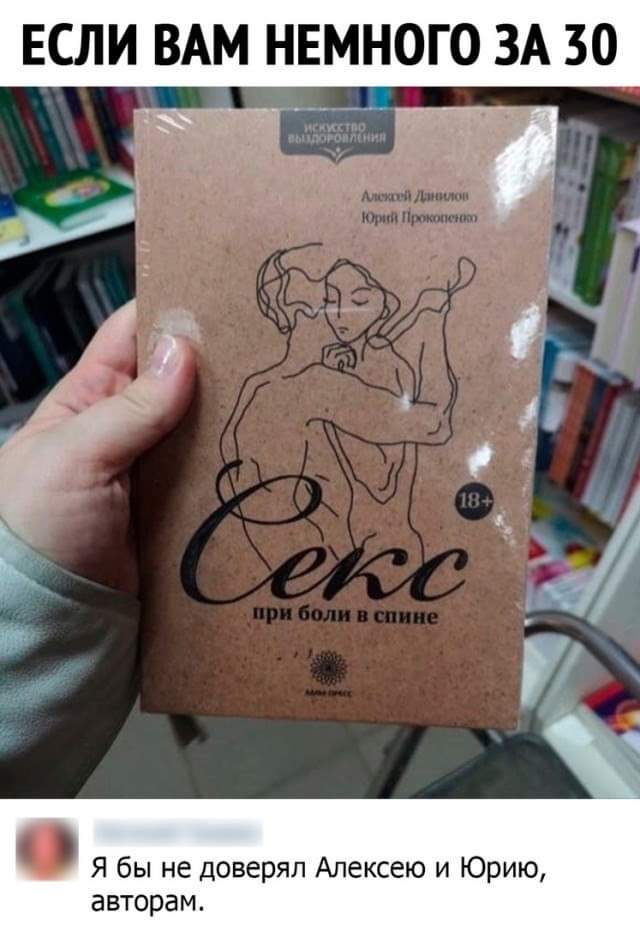 ЕСЛИ ВАМ НЕМНОГО ЗА 30
ИСКУССТВО
ВЫЗДОРОВЛЕНИЯ
Алексей Данилов
Юрий Прокопенко
18+
Секс
при боли в спине
Я бы не доверял Алексею и Юрию,
авторам.